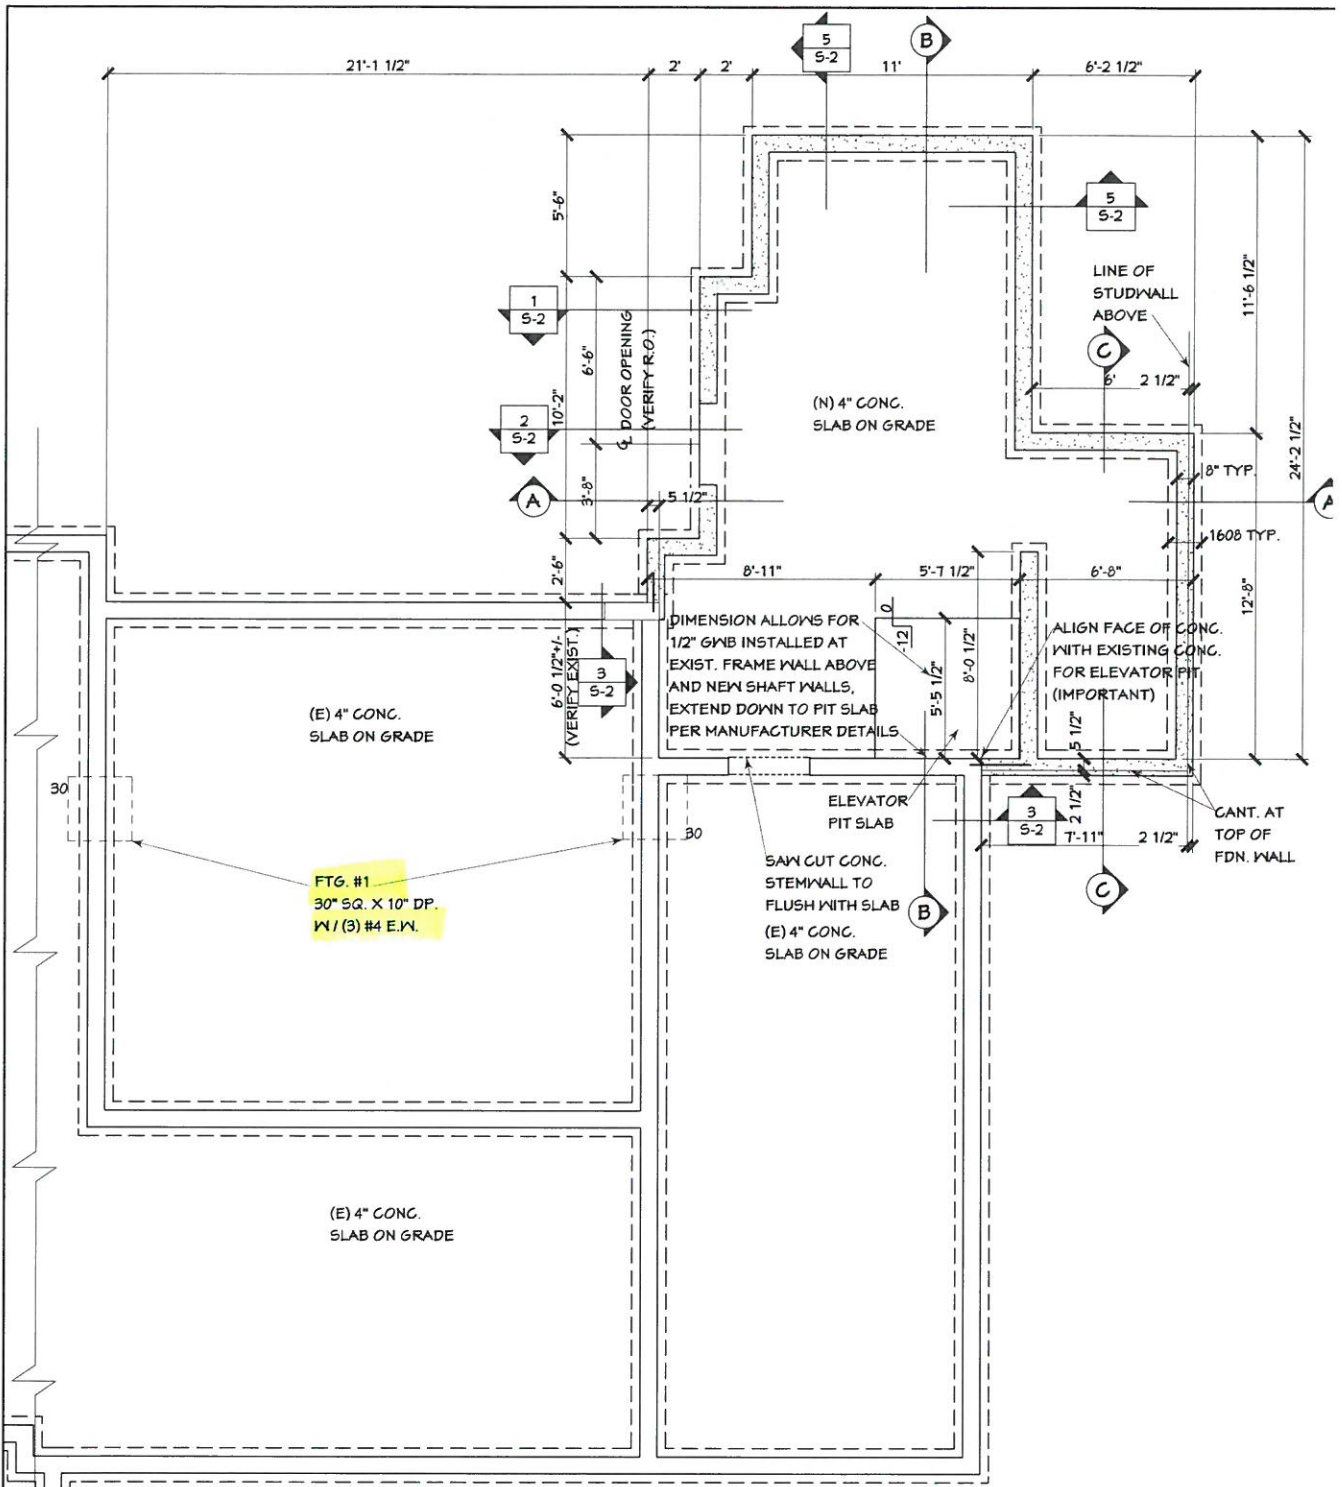 5
S-2
B
21'-1 1/2"
2'
2'
11'
6'-2 1/2"
5'-6"
5
S-2
LINE OF
STUDWALL
ABOVE
11'-6 1/2"
24'-2 1/2"
1
S-2
6'-6"
10'-2"
℄ DOOR OPENING
(VERIFY R.O.)
C
6'
2 1/2"
(N) 4" CONC.
SLAB ON GRADE
2
S-2
A
3'-8"
5 1/2"
8" TYP.
A
1608 TYP.
2'-6"
8'-11"
5'-7 1/2"
6'-8"
12'-8"
DIMENSION ALLOWS FOR
1/2" GWB INSTALLED AT
EXIST. FRAME WALL ABOVE
AND NEW SHAFT WALLS,
EXTEND DOWN TO PIT SLAB
PER MANUFACTURER DETAILS
0
-12
5'-5 1/2"
8'-0 1/2"
ALIGN FACE OF CONC.
WITH EXISTING CONC.
FOR ELEVATOR PIT
(IMPORTANT)
6'-0 1/2"+/-
(VERIFY EXIST.)
3
S-2
(E) 4" CONC.
SLAB ON GRADE
5 1/2"
2 1/2"
30
30
ELEVATOR
PIT SLAB
3
S-2
7'-11"
2 1/2"
CANT. AT
TOP OF
FDN. WALL
FTG. #1
30" SQ. X 10" DP.
W / (3) #4 E.W.
SAW CUT CONC.
STEMWALL TO
FLUSH WITH SLAB
(E) 4" CONC.
SLAB ON GRADE
B
C
(E) 4" CONC.
SLAB ON GRADE